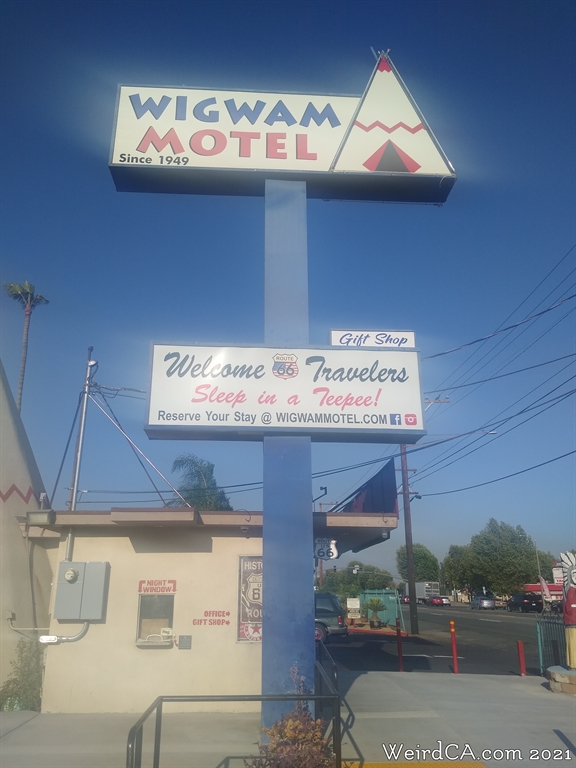 WIGWAM
MOTEL
Since 1949
Gift Shop
Welcome ROUTE 66 Travelers
Sleep in a Teepee!
Reserve Your Stay @ WIGWAMMOTEL.COM
66
NIGHT
WINDOW
OFFICE
GIFT SHOP
WeirdCA.com 2021